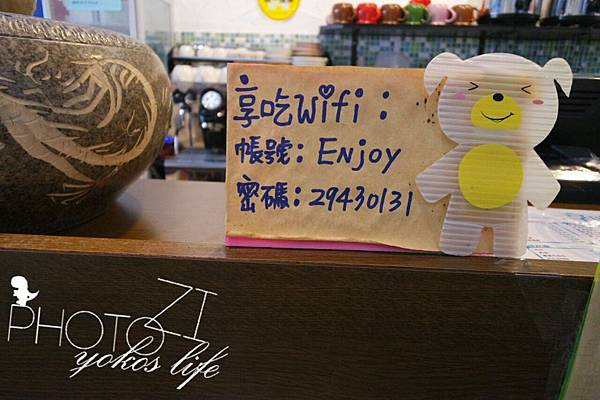 享吃Wifi:
帳號: Enjoy
密碼: 29430131
PHOTO
ZI
yokos life